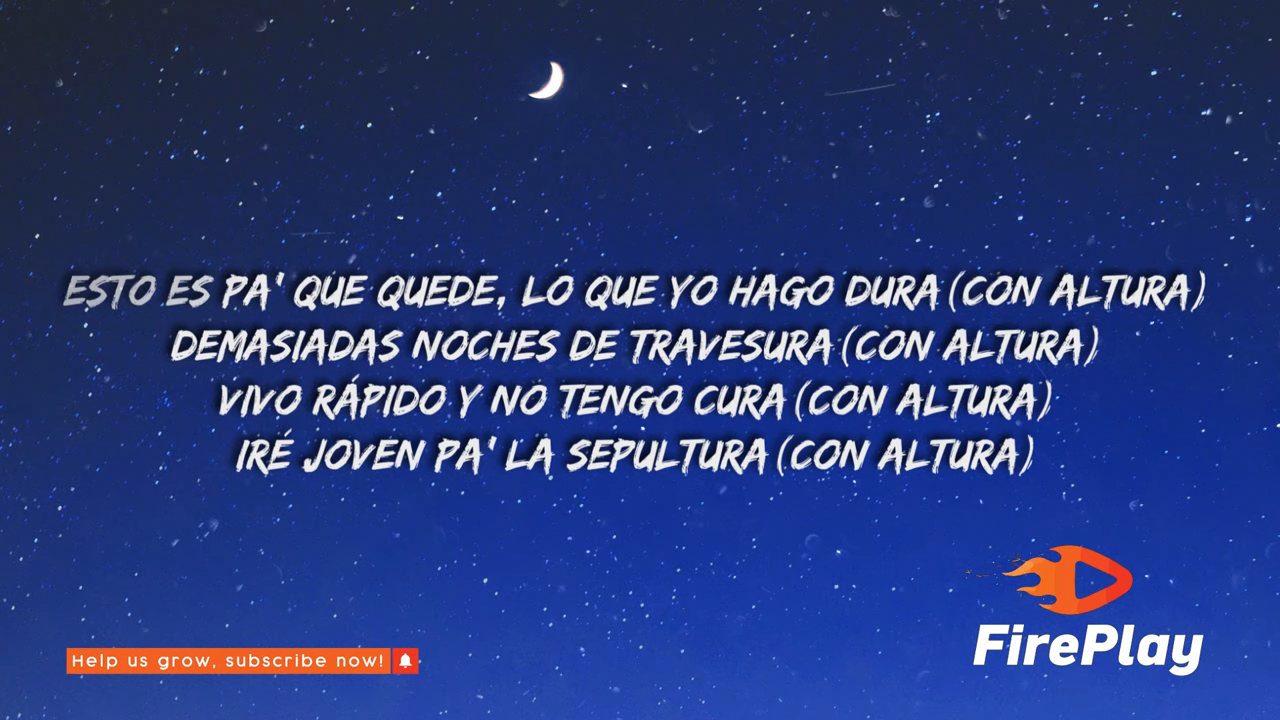 ESTO ES PA' QUE QUEDE, LO QUE YO HAGO DURA (CON ALTURA)
DEMASIADAS NOCHES DE TRAVESURA (CON ALTURA)
VIVO RÁPIDO Y NO TENGO CURA (CON ALTURA)
IRÉ JOVEN PA' LA SEPULTURA (CON ALTURA)
Help us grow, subscribe now!
FirePlay